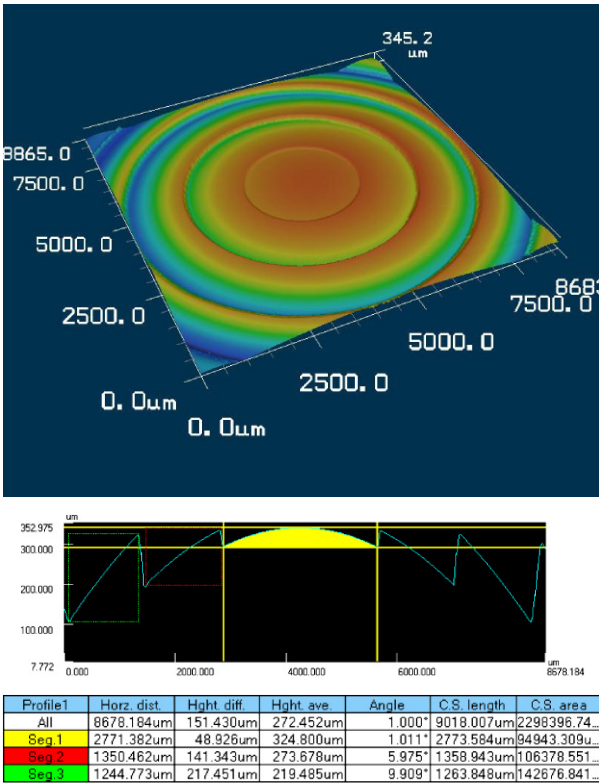 345.2
um
8865.0
7500.0
5000.0
2500.0
0.0um
0.0um
2500.0
5000.0
7500.0
868
um
352.975
300.000
200.000
100.000
7.772
0.000
2000.000
4000.000
6000.000
um
8678.184
Profile1 Horz. dist. Hght. diff. Hght. ave. Angle C.S. length C.S. area
All 8678.184um 151.430um 272.452um 1.000° 9018.007um 2298396.74...
Seg.1 2771.382um 48.926um 324.800um 1.011° 2773.584um 94943.309u...
Seg.2 1350.462um 141.343um 273.678um 5.975° 1358.943um 106378.551...
Seg.3 1244.773um 217.451um 219.485um 9.909° 1263.848um 142676.841...